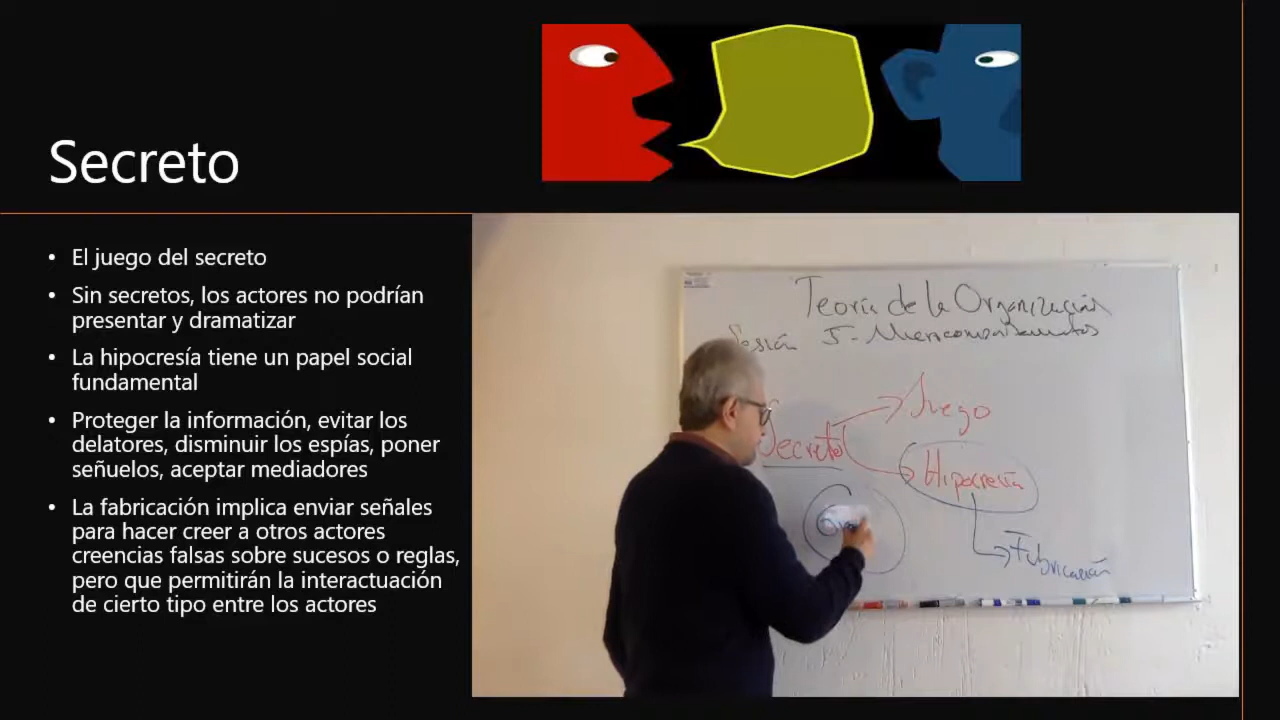 Secreto
• El juego del secreto
• Sin secretos, los actores no podrían
presentar y dramatizar
• La hipocresía tiene un papel social
fundamental
• Proteger la información, evitar los
delatores, disminuir los espías, poner
señuelos, aceptar mediadores
• La fabricación implica enviar señales
para hacer creer a otros actores
creencias falsas sobre sucesos o reglas,
pero que permitirán la interactuación
de cierto tipo entre los actores
Teoría de la Organización
Sesión 5-
Secreto
Juego
Hipocresía
Fabricación